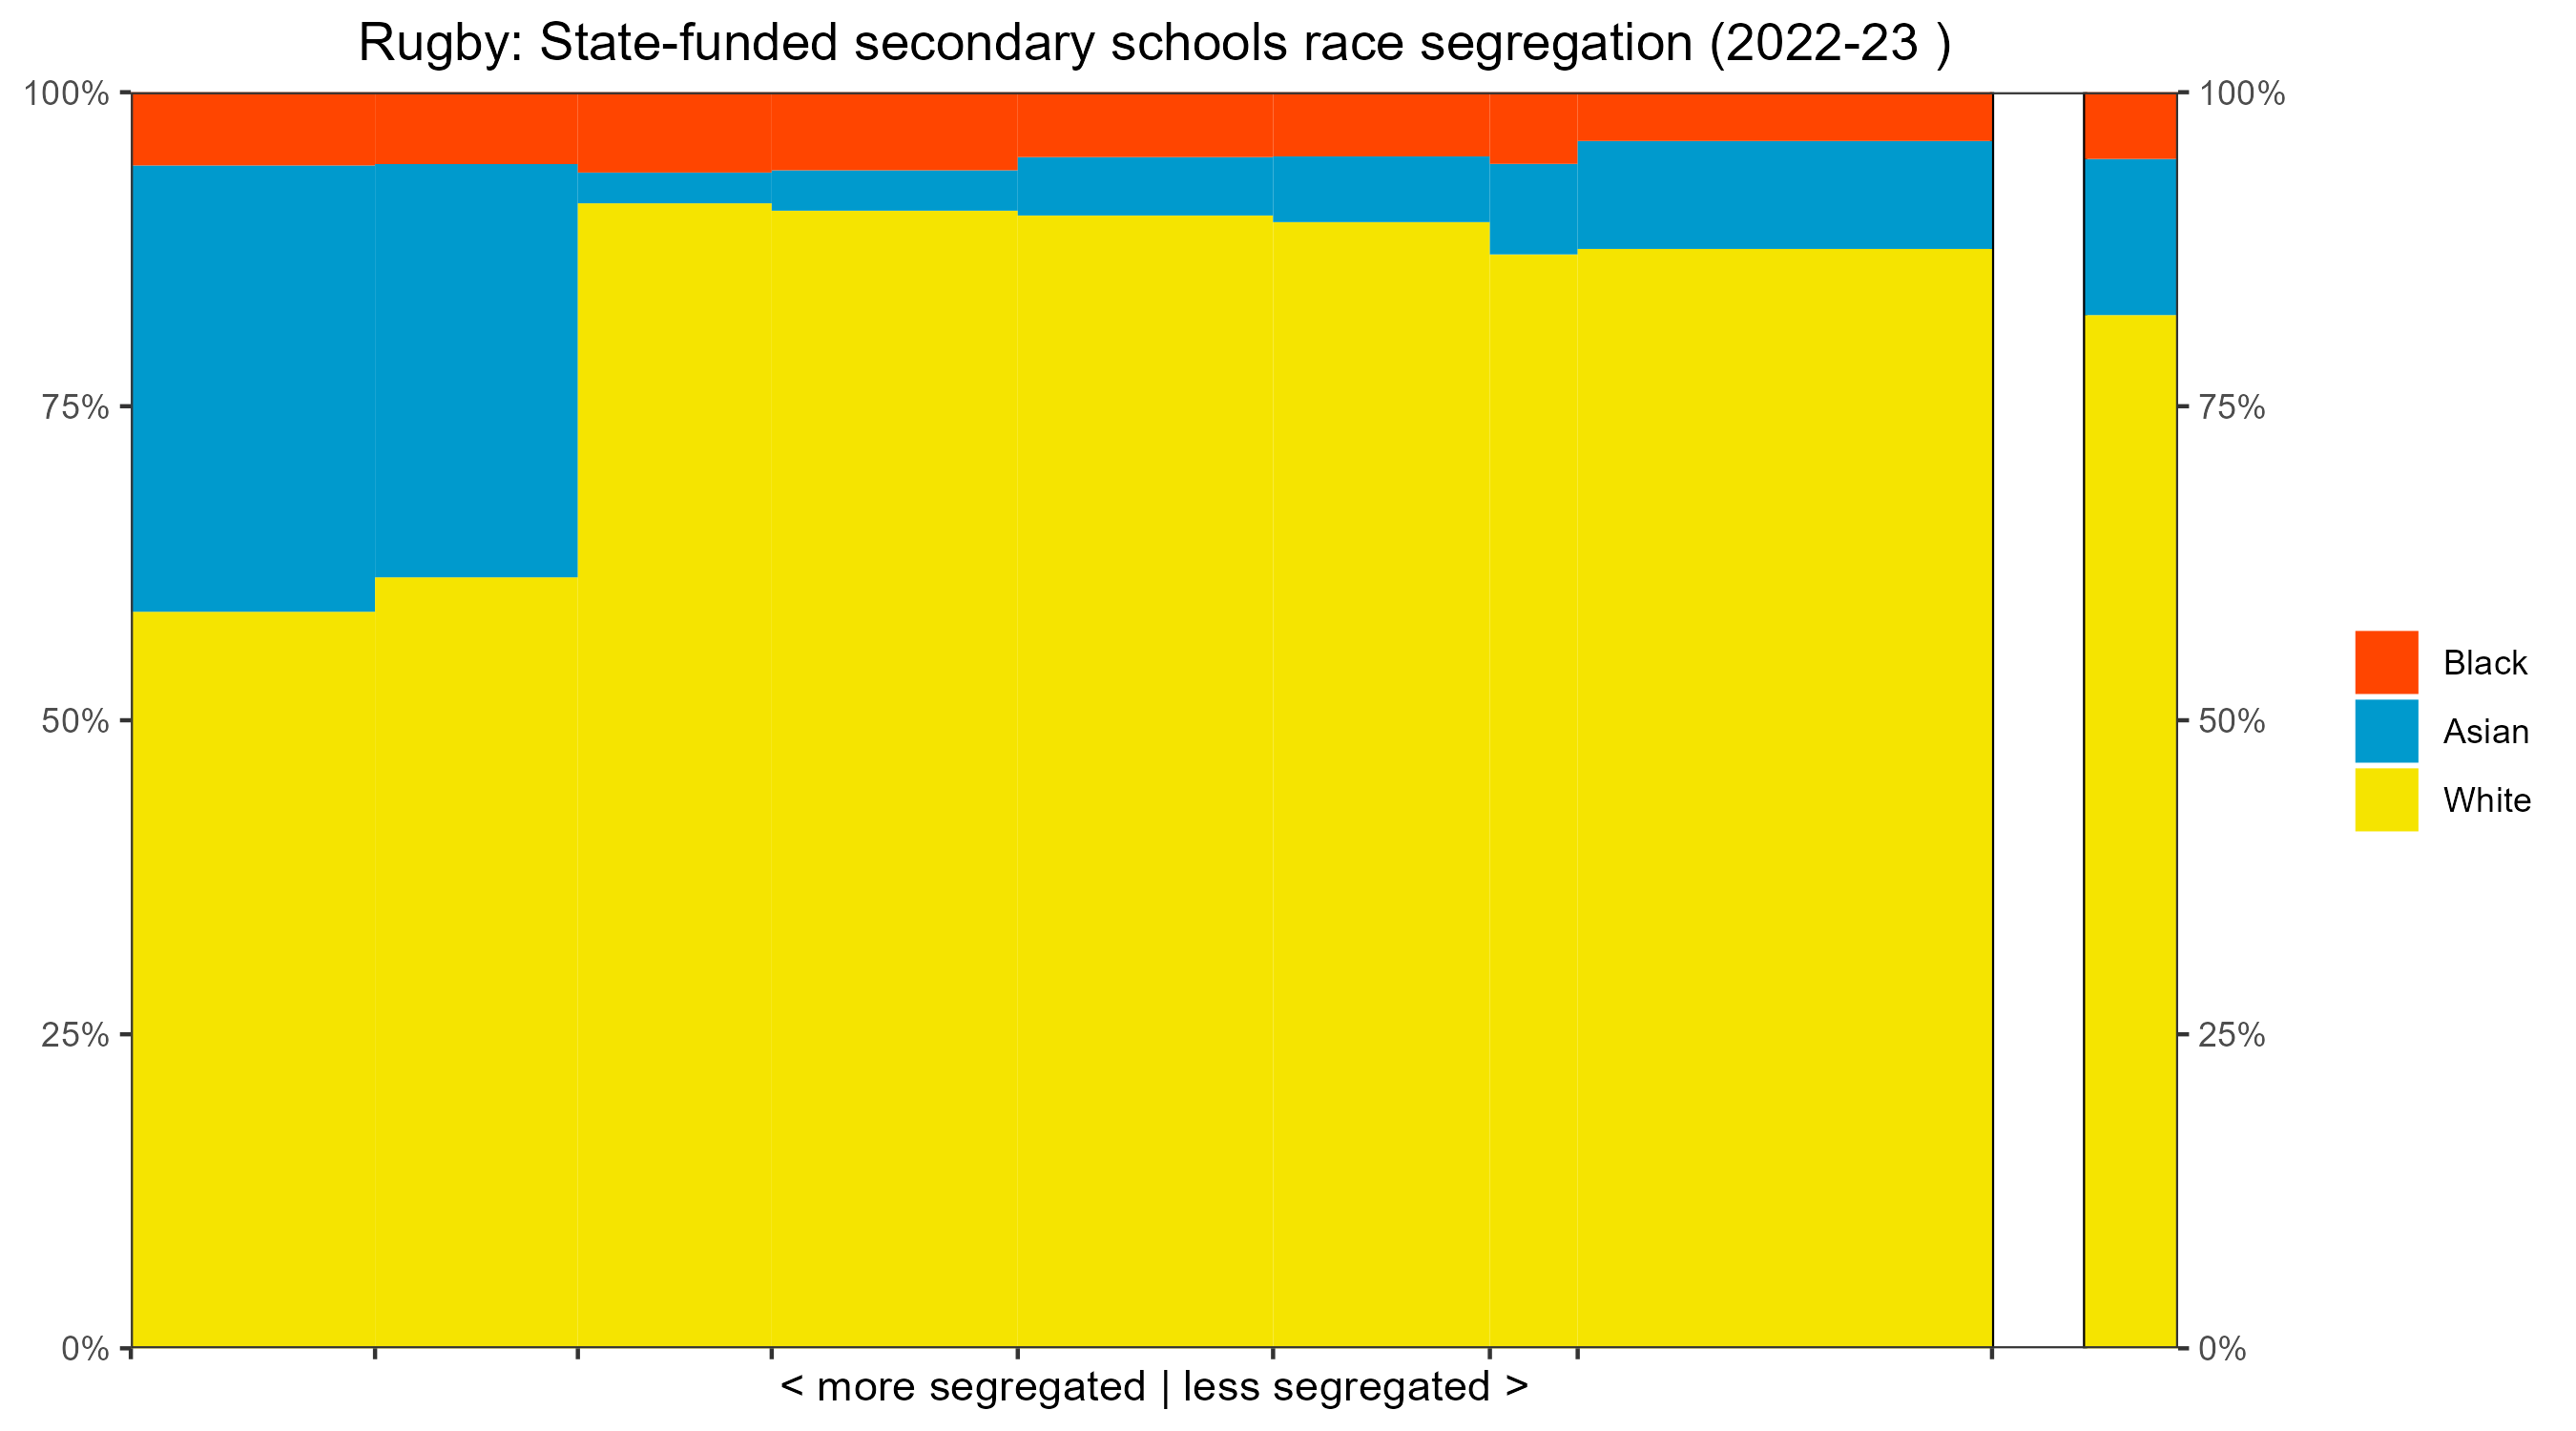 Rugby: State-funded secondary schools race segregation (2022-23 )
100%
75%
50%
25%
0%
100%
75%
50%
25%
0%
Black
Asian
White
< more segregated | less segregated >